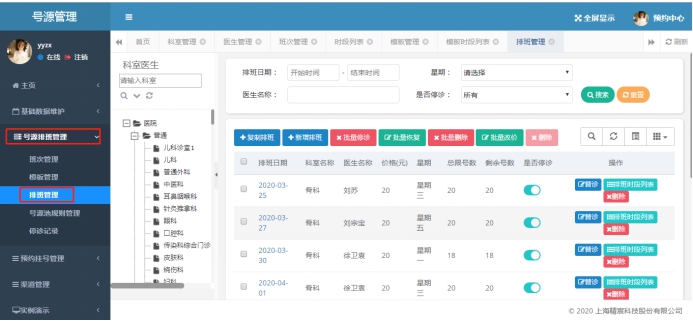 号源管理
全屏显示
预约中心
yyzx
在线 注销
首页 科室管理 医生管理 班次管理 时段列表 模板管理 模板时段列表 排班管理 刷新
主页
基础数据维护
号源排班管理
班次管理
模板管理
排班管理
号源池规则管理
停诊记录
预约挂号管理
渠道管理
实例演示
科室医生
请输入科室
医院
普通
儿科诊室1
儿科
普通外科
中医科
耳鼻咽喉科
针灸推拿科
眼科
口腔科
传染科综合门诊
皮肤科
烧伤科
妇科
排班日期： 开始时间 - 结束时间 星期： 请选择
医生名称： 是否停诊： 所有 搜索 重置
复制排班 新增排班 批量停诊 批量恢复 批量删除 批量改价 删除
排班日期 科室名称 医生名称 价格(元) 星期 总限号数 剩余号数 是否停诊 操作
2020-03-25 骨科 刘苏 20 星期三 20 20 替诊 排班时段列表 删除
2020-03-27 骨科 刘宗宝 20 星期五 20 20 替诊 排班时段列表 删除
2020-03-30 骨科 徐卫袁 20 星期一 18 18 替诊 排班时段列表 删除
2020-04-01 骨科 徐卫袁 20 星期三 20 20 替诊 排班时段列表 删除
© 2020 上海精宸科技股份有限公司